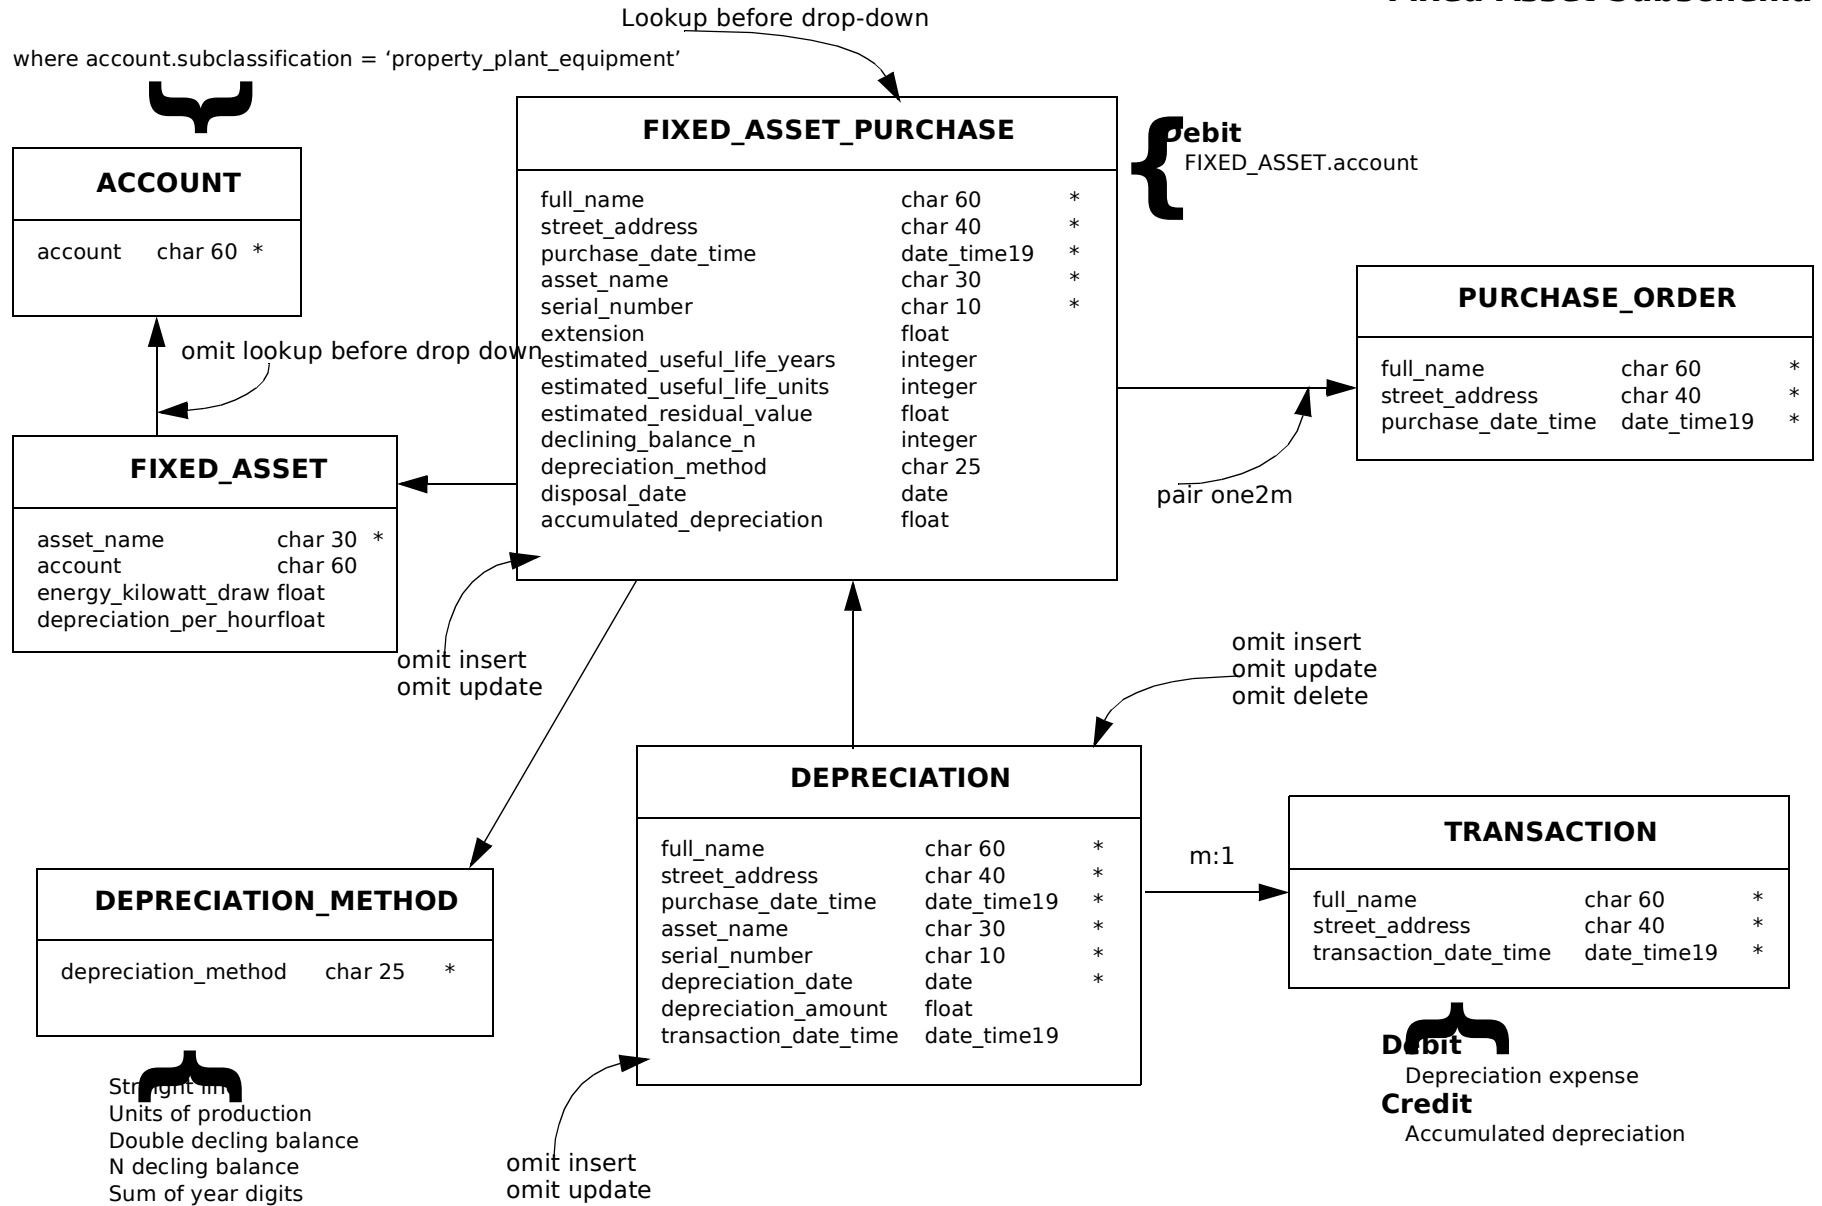 Fixed Asset Subschema
Lookup before drop-down
where account.subclassification = ‘property_plant_equipment’
FIXED_ASSET_PURCHASE
full_name char 60 *
street_address char 40 *
purchase_date_time date_time19 *
asset_name char 30 *
serial_number char 10 *
extension float
estimated_useful_life_years integer
estimated_useful_life_units integer
estimated_residual_value float
declining_balance_n integer
depreciation_method char 25
disposal_date date
accumulated_depreciation float
Debit
FIXED_ASSET.account
ACCOUNT
account char 60 *
omit lookup before drop down
PURCHASE_ORDER
full_name char 60 *
street_address char 40 *
purchase_date_time date_time19 *
pair one2m
FIXED_ASSET
asset_name char 30 *
account char 60
energy_kilowatt_draw float
depreciation_per_hourfloat
omit insert
omit update
omit insert
omit update
omit delete
DEPRECIATION
full_name char 60 *
street_address char 40 *
purchase_date_time date_time19 *
asset_name char 30 *
serial_number char 10 *
depreciation_date date *
depreciation_amount float
transaction_date_time date_time19
m:1
TRANSACTION
full_name char 60 *
street_address char 40 *
transaction_date_time date_time19 *
Debit
Depreciation expense
Credit
Accumulated depreciation
DEPRECIATION_METHOD
depreciation_method char 25 *
Straight line
Units of production
Double decling balance
N decling balance
Sum of year digits
omit insert
omit update